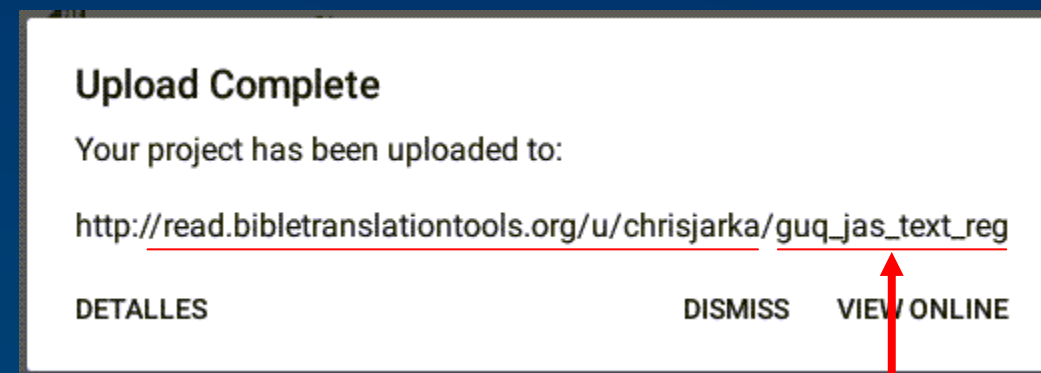 Upload Complete
Your project has been uploaded to:
http://read.bibletranslationtools.org/u/chrisjarka/guq_jas_text_reg
DETALLES DISMISS VIEW ONLINE